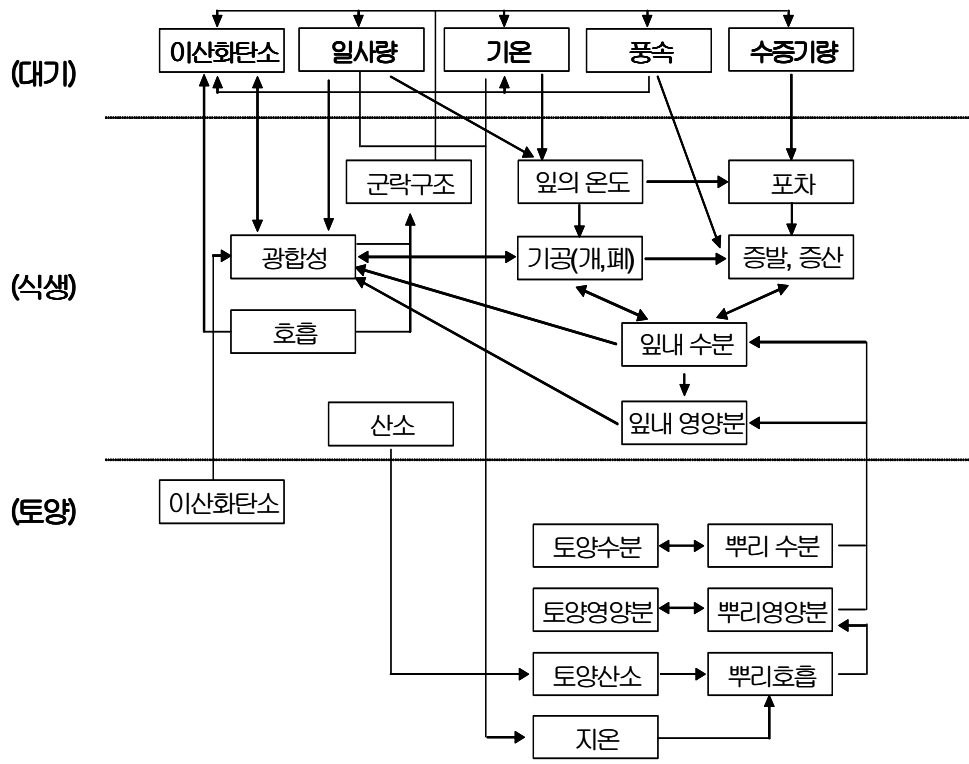 (대기)
이산화탄소
일사량
기온
풍속
수증기량
(식생)
군락구조
잎의 온도
포차
광합성
기공(개,폐)
증발, 증산
호흡
잎내 수분
산소
잎내 영양분
(토양)
이산화탄소
토양수분
뿌리 수분
토양영양분
뿌리영양분
토양산소
뿌리호흡
지온